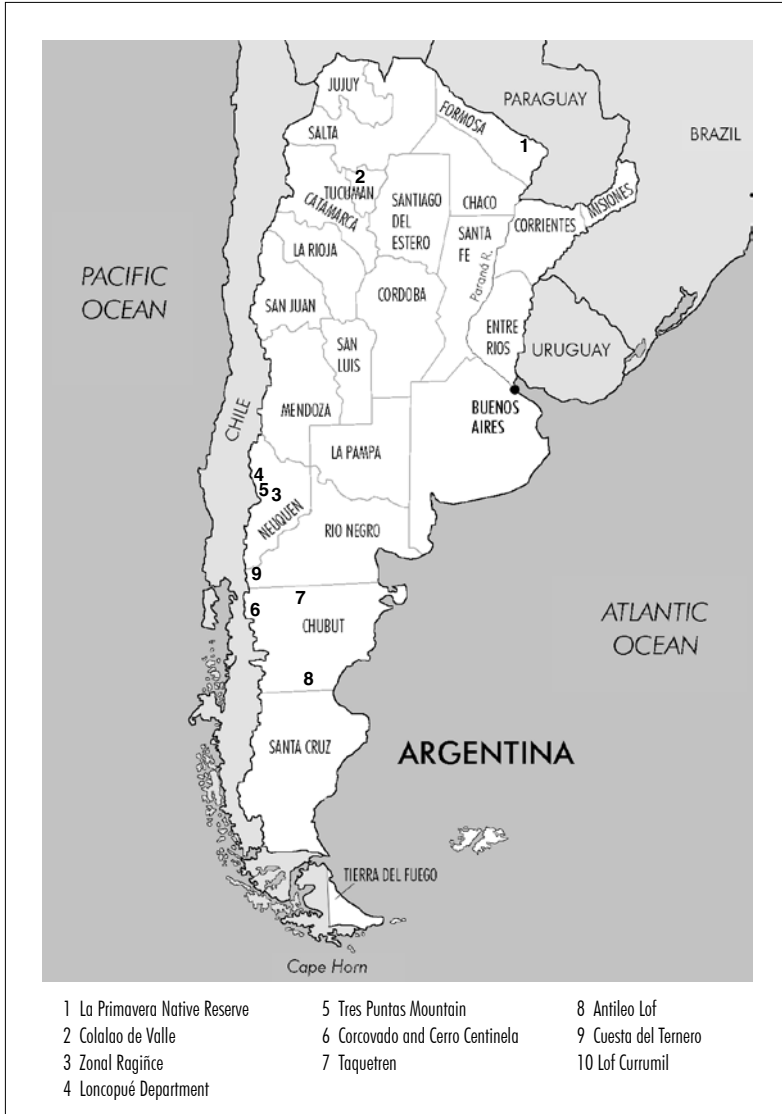 JUJUY
PARAGUAY
FORMOSA
SALTA
BRAZIL
1
2
TUCUMAN
CATAMARCA
SANTIAGO
DEL
ESTERO
CHACO
MISIONES
CORRIENTES
SANTA
FE
LA RIOJA
Paraná R.
PACIFIC
OCEAN
SAN JUAN
CORDOBA
ENTRE
RIOS
URUGUAY
SAN
LUIS
CHILE
MENDOZA
BUENOS
AIRES
LA PAMPA
4
5
3
NEUQUEN
RIO NEGRO
9
7
6
CHUBUT
ATLANTIC
OCEAN
8
SANTA CRUZ
ARGENTINA
TIERRA DEL FUEGO
Cape Horn
1 La Primavera Native Reserve
2 Colalao de Valle
3 Zonal Ragiñce
4 Loncopué Department
5 Tres Puntas Mountain
6 Corcovado and Cerro Centinela
7 Taquetren
8 Antileo Lof
9 Cuesta del Ternero
10 Lof Currumil